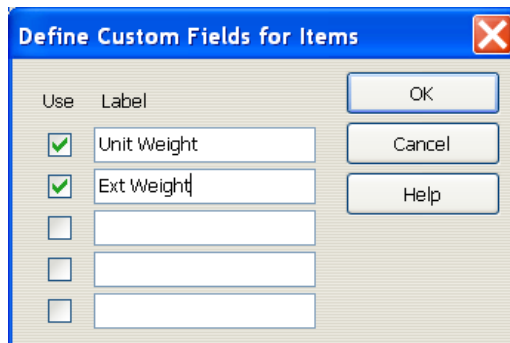 Define Custom Fields for Items
Use Label OK
Unit Weight Cancel
Ext Weight Help